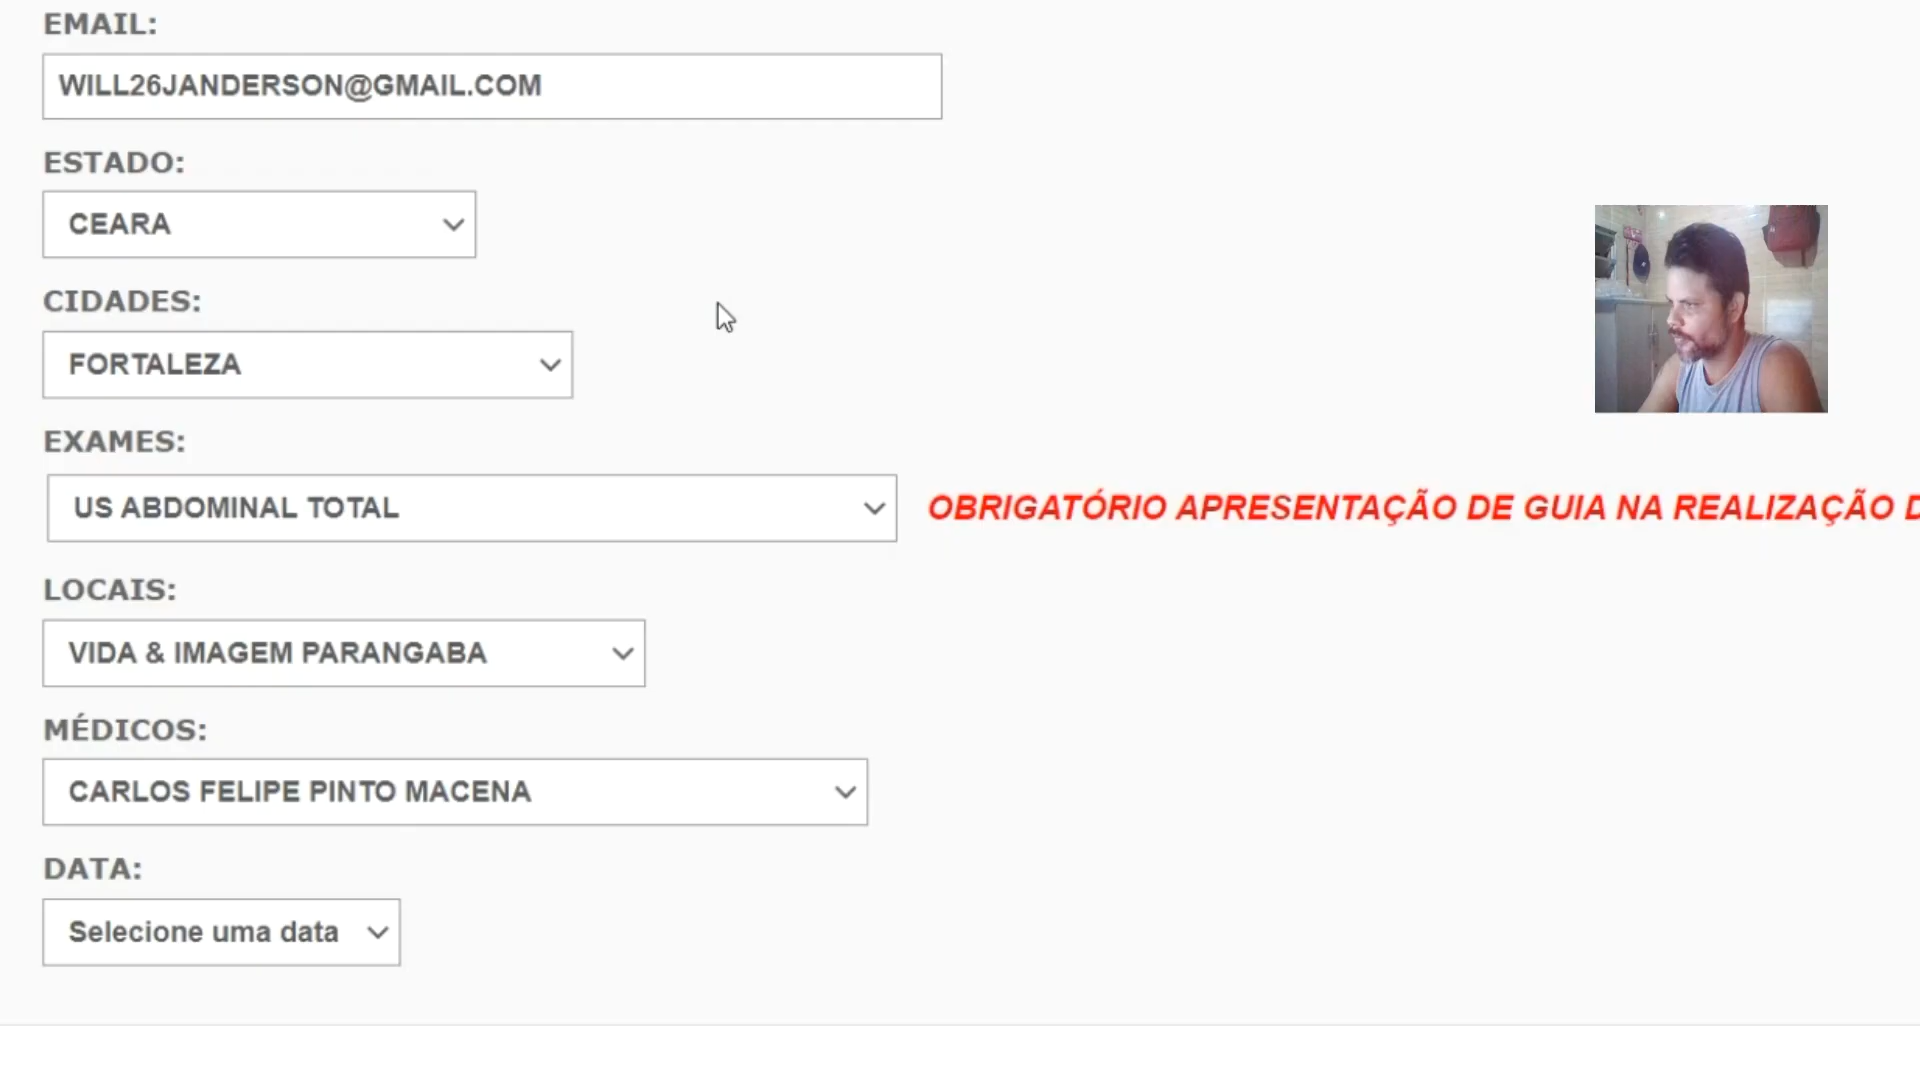 EMAIL:
WILL26JANDERSON@GMAIL.COM
ESTADO:
CEARA
CIDADES:
FORTALEZA
EXAMES:
US ABDOMINAL TOTAL
OBRIGATÓRIO APRESENTAÇÃO DE GUIA NA REALIZAÇÃO D
LOCAIS:
VIDA & IMAGEM PARANGABA
MÉDICOS:
CARLOS FELIPE PINTO MACENA
DATA:
Selecione uma data